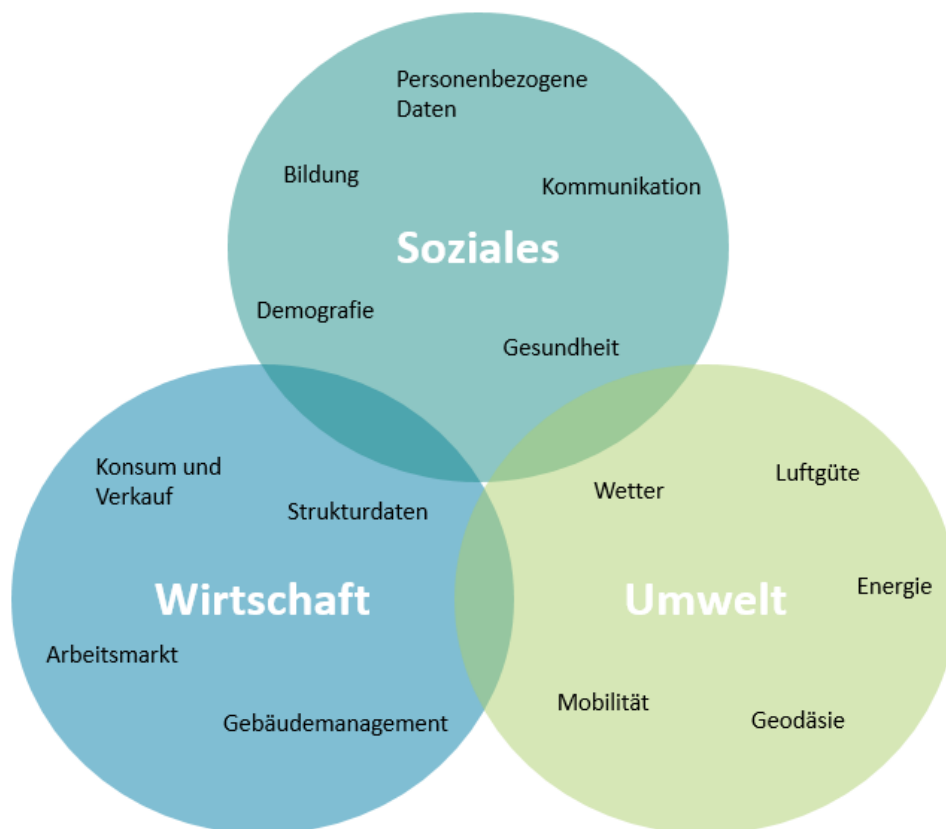 Personenbezogene
Daten
Bildung
Kommunikation
Soziales
Demografie
Gesundheit
Konsum und
Verkauf
Strukturdaten
Wirtschaft
Arbeitsmarkt
Gebäudemanagement
Wetter
Luftgüte
Energie
Umwelt
Mobilität
Geodäsie